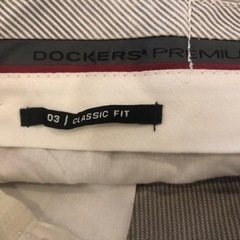 DOCKERS® PREMIU
03 / CLASSIC FIT